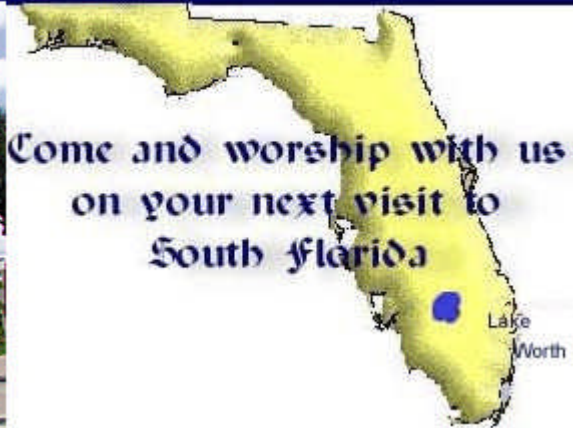 Come and worship with us
on your next visit to
South Florida
Lake
Worth